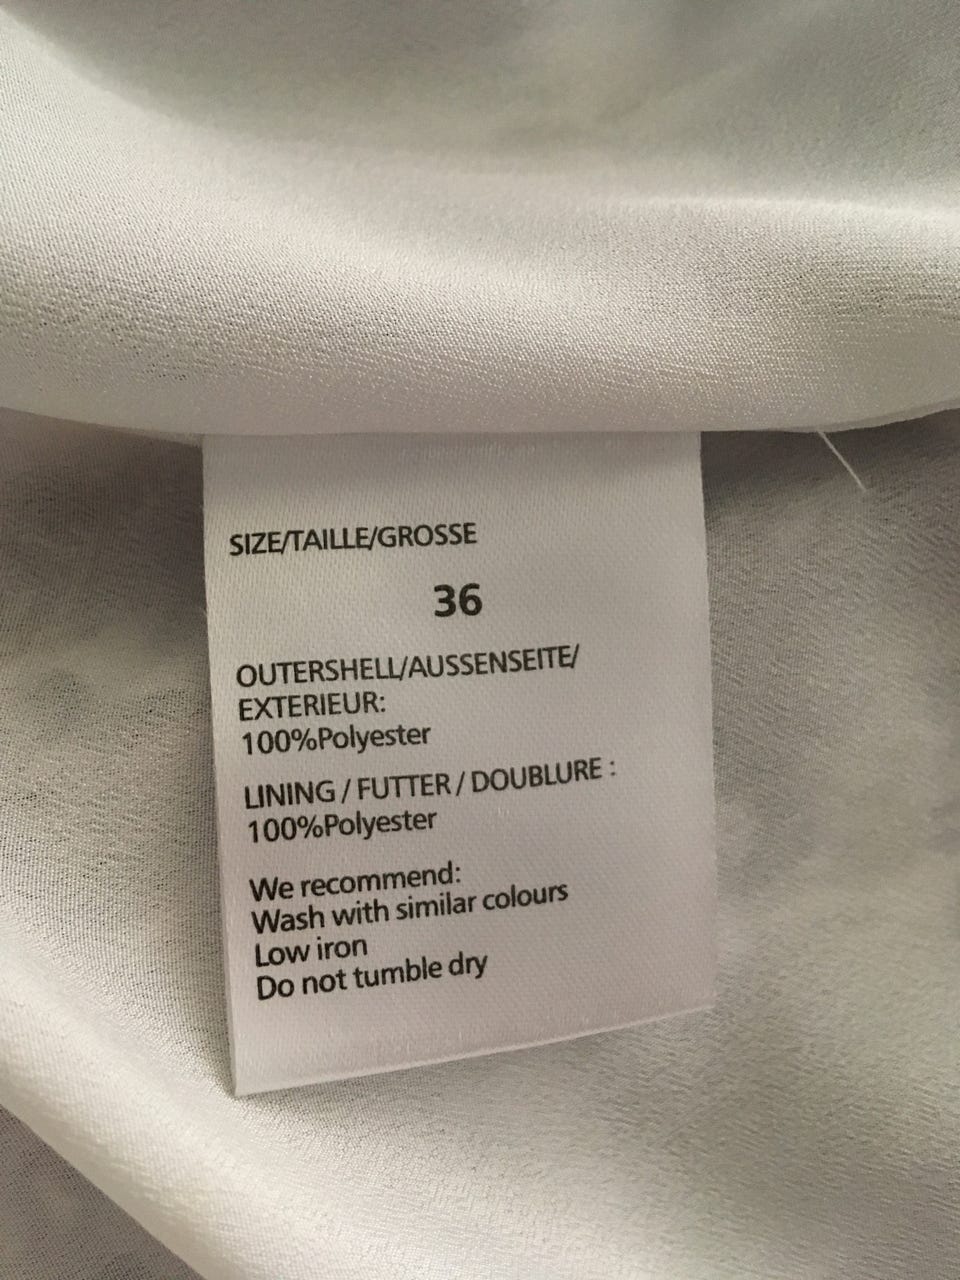 SIZE/TAILLE/GROSSE
36
OUTERSHELL/AUSSENSEITE/
EXTERIEUR:
100%Polyester
LINING / FUTTER / DOUBLURE :
100%Polyester
We recommend:
Wash with similar colours
Low iron
Do not tumble dry